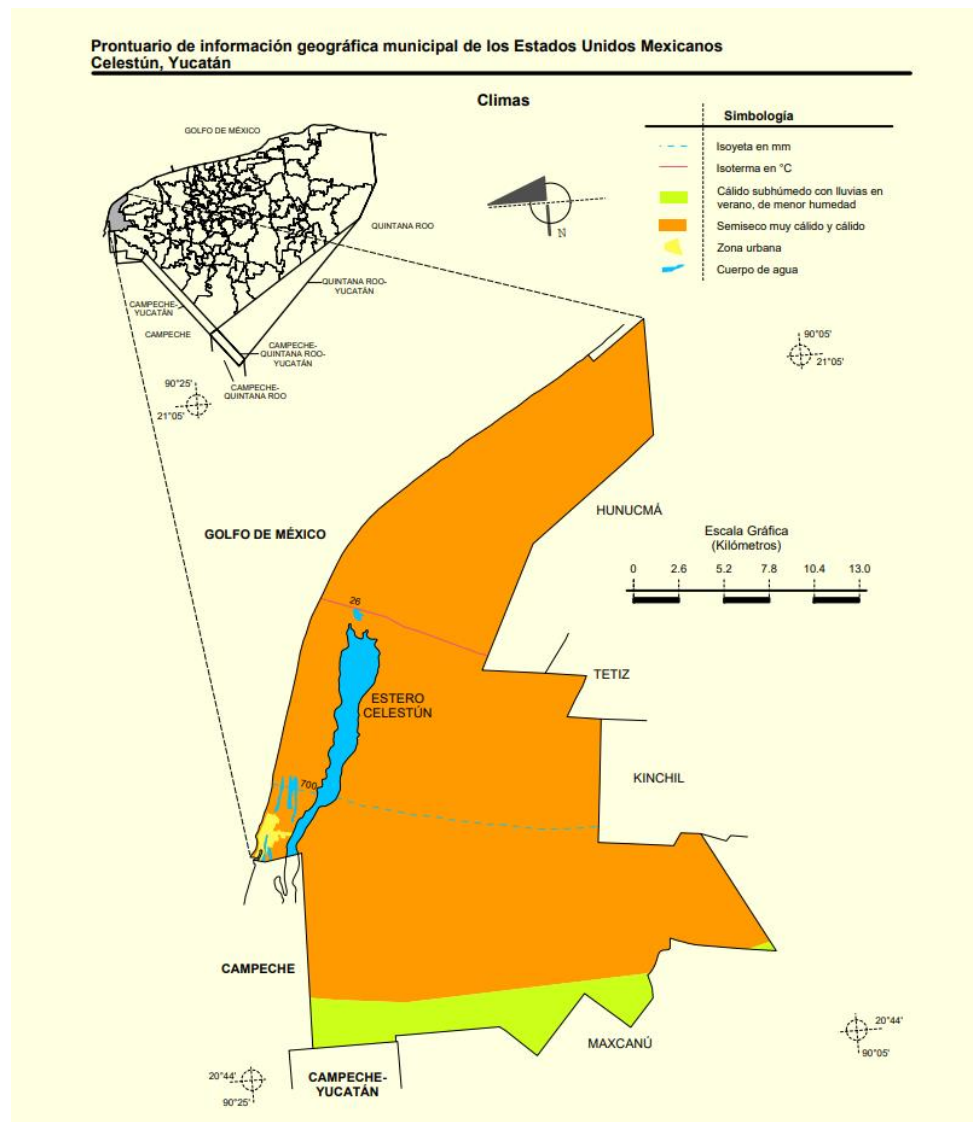 Prontuario de información geográfica municipal de los Estados Unidos Mexicanos
Celestún, Yucatán
Climas
Simbología
Isoyeta en mm
Isoterma en °C
Cálido subhúmedo con lluvias en
verano, de menor humedad
Semiseco muy cálido y cálido
Zona urbana
Cuerpo de agua
GOLFO DE MÉXICO
QUINTANA ROO
QUINTANA ROO-
YUCATÁN
CAMPECHE-
YUCATÁN
CAMPECHE
CAMPECHE-
QUINTANA ROO-
YUCATÁN
CAMPECHE-
QUINTANA ROO
N
90°25'
21°05'
90°05'
21°05'
HUNUCMÁ
GOLFO DE MÉXICO
Escala Gráfica
(Kilómetros)
0 2.6 5.2 7.8 10.4 13.0
26
TETIZ
ESTERO
CELESTÚN
KINCHIL
700
CAMPECHE
MAXCANÚ
20°44'
90°05'
20°44'
90°25'
CAMPECHE-
YUCATÁN